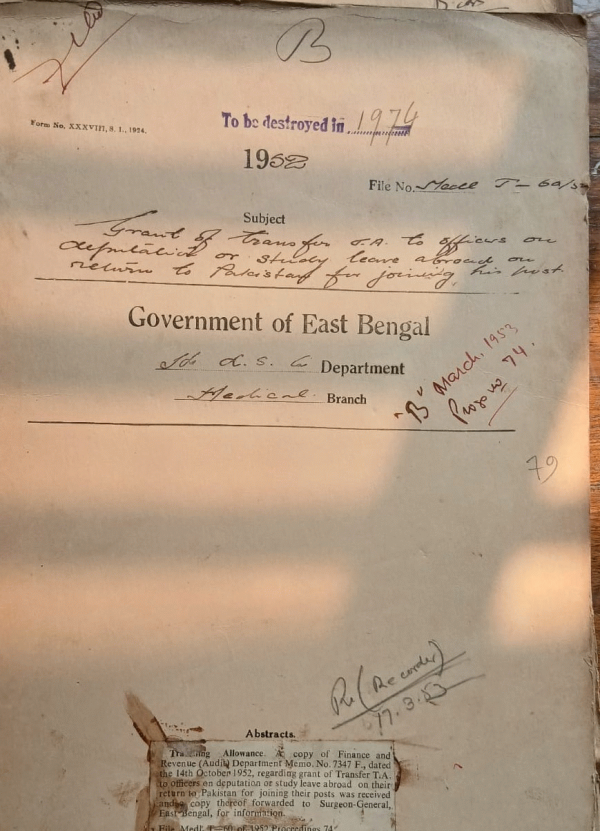 Filed
B
To be destroyed in 1974
Form No. XXXVIII, S. I., 1924.
1952
File No. Medl T-60/5
Subject
Grant of transfer T.A. to officers on
deputation or study leave abroad on
return to Pakistan for joining his post.
Government of East Bengal
Department
Medical Branch
"B" March, 1953
Progs no 74.
79
(Recorder)
17.3.53
Abstracts.
Travelling Allowance. A copy of Finance and
Revenue (Audit) Department Memo. No. 7347 F., dated
the 14th October 1952, regarding grant of Transfer T.A.
to officers on deputation or study leave abroad on their
return to Pakistan for joining their posts was received
and a copy thereof forwarded to Surgeon-General,
East Bengal, for information.
File Medl. T—60 of 1952 Proceedings 74